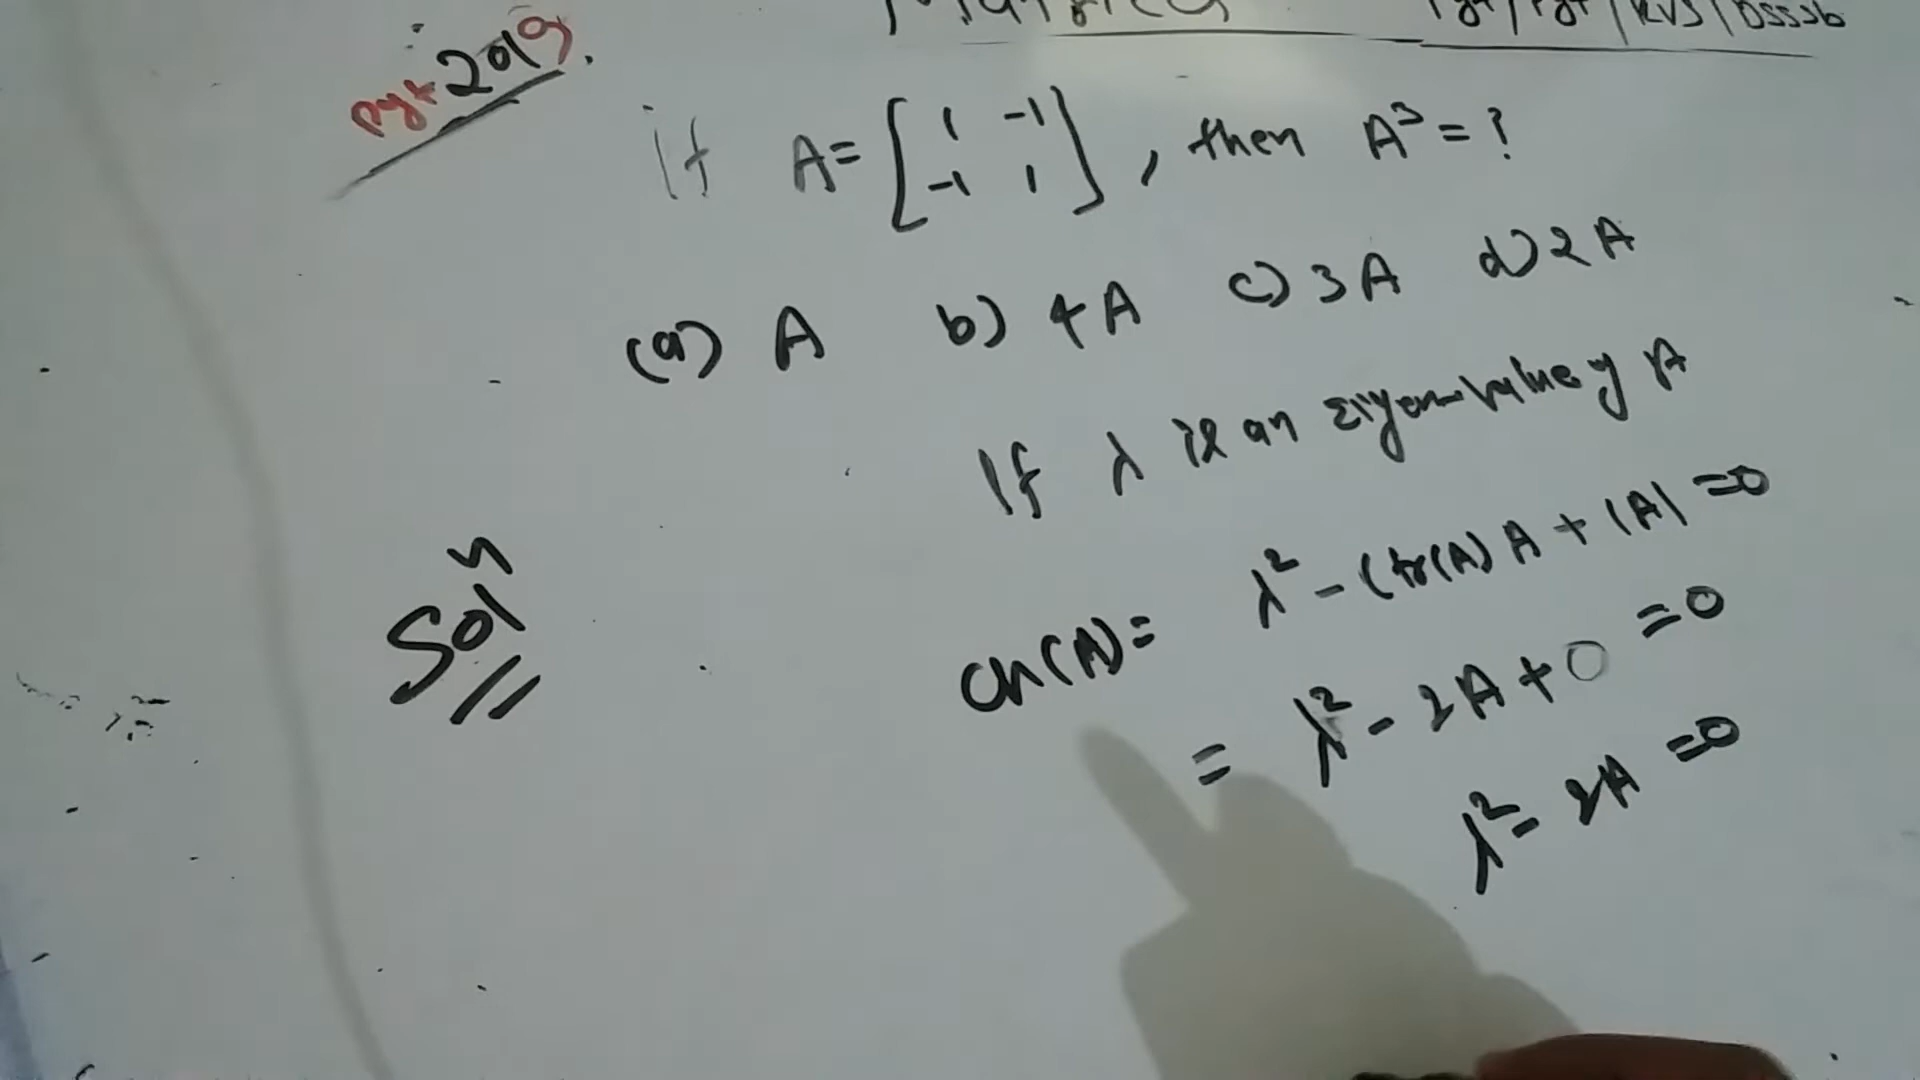 pgt 2019
If A = [ 1 -1 -1 1 ] , then A³ = ?
(a) A b) 4A c) 3A d) 2A
If λ is an Eigen-value of A
Solⁿ
Ch(A) = λ² - (tr(A)) A + |A| = 0
= λ² - 2A + 0 = 0
λ² - 2A = 0